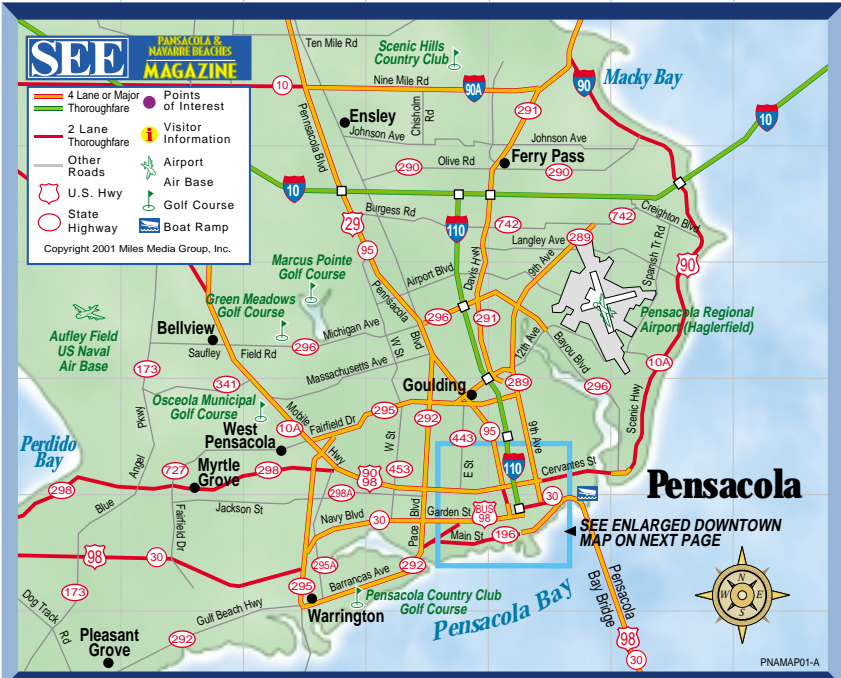 SEE
PANSACOLA &
NAVARRE BEACHES
MAGAZINE
4 Lane or Major
Thoroughfare
Points
of Interest
2 Lane
Thoroughfare
Visitor
Information
Other
Roads
Airport
Air Base
U.S. Hwy
Golf Course
State
Highway
Boat Ramp
Copyright 2001 Miles Media Group, Inc.
Ten Mile Rd
Scenic Hills
Country Club
Nine Mile Rd
10
90A
90
Macky Bay
291
10
Pennsacola Blvd
Ensley
Chisholm
Rd
Johnson Ave
Johnson Ave
Olive Rd
Ferry Pass
290
290
10
Burgess Rd
29
110
742
742
Creighton Blvd
95
Langley Ave
289
Davis Hwy
9th Ave
Spanish Tr Rd
90
Marcus Pointe
Golf Course
Airport Blvd
Green Meadows
Golf Course
Pennsacola
Blvd
296
291
Pensacola Regional
Airport (Haglerfield)
Aufley Field
US Naval
Air Base
Bellview
Saufley
Field Rd
Michigan Ave
296
W St
12th Ave
Bayou Blvd
10A
173
Massachusetts Ave
341
Goulding
289
296
Scenic Hwy
Osceola Municipal
Golf Course
Mobile
Hwy
10A
Fairfield Dr
295
292
95
9th Ave
Pkwy
West
Pensacola
W St
443
Perdido
Bay
Angel
727
298
Myrtle
Grove
90
98
453
E St
110
Cervantes St
298
Blue
298A
Pensacola
Fairfield Dr
Jackson St
Navy Blvd
30
Pace Blvd
Garden St
BUS
98
30
Main St
196
SEE ENLARGED DOWNTOWN
MAP ON NEXT PAGE
98
30
295A
Barrancas Ave
292
173
295
Pensacola Country Club
Golf Course
Pensacola Bay
Pensacola
Bay Bridge
N
W
E
S
Dog Track
Rd
Gulf Beach Hwy
Warrington
292
Pleasant
Grove
98
30
PNAMAP01-A